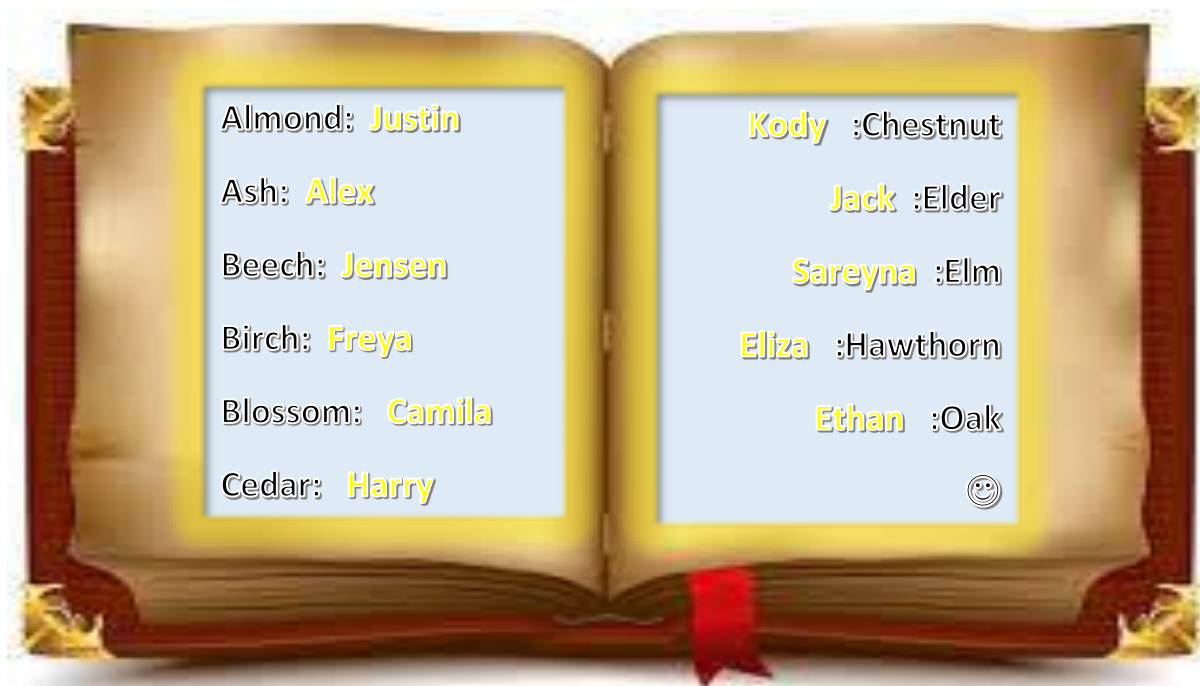 Almond: Justin
Ash: Alex
Beech: Jensen
Birch: Freya
Blossom: Camila
Cedar: Harry
Kody :Chestnut
Jack :Elder
Sareyna :Elm
Eliza :Hawthorn
Ethan :Oak
☺